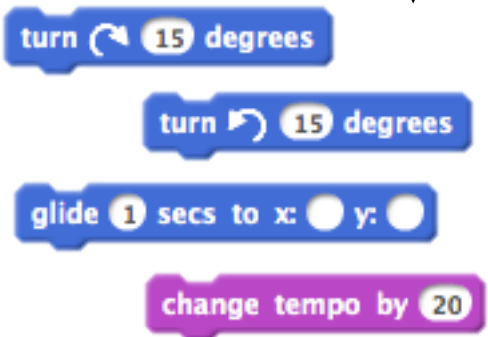 turn 15 degrees
turn 15 degrees
glide 1 secs to x: y:
change tempo by 20